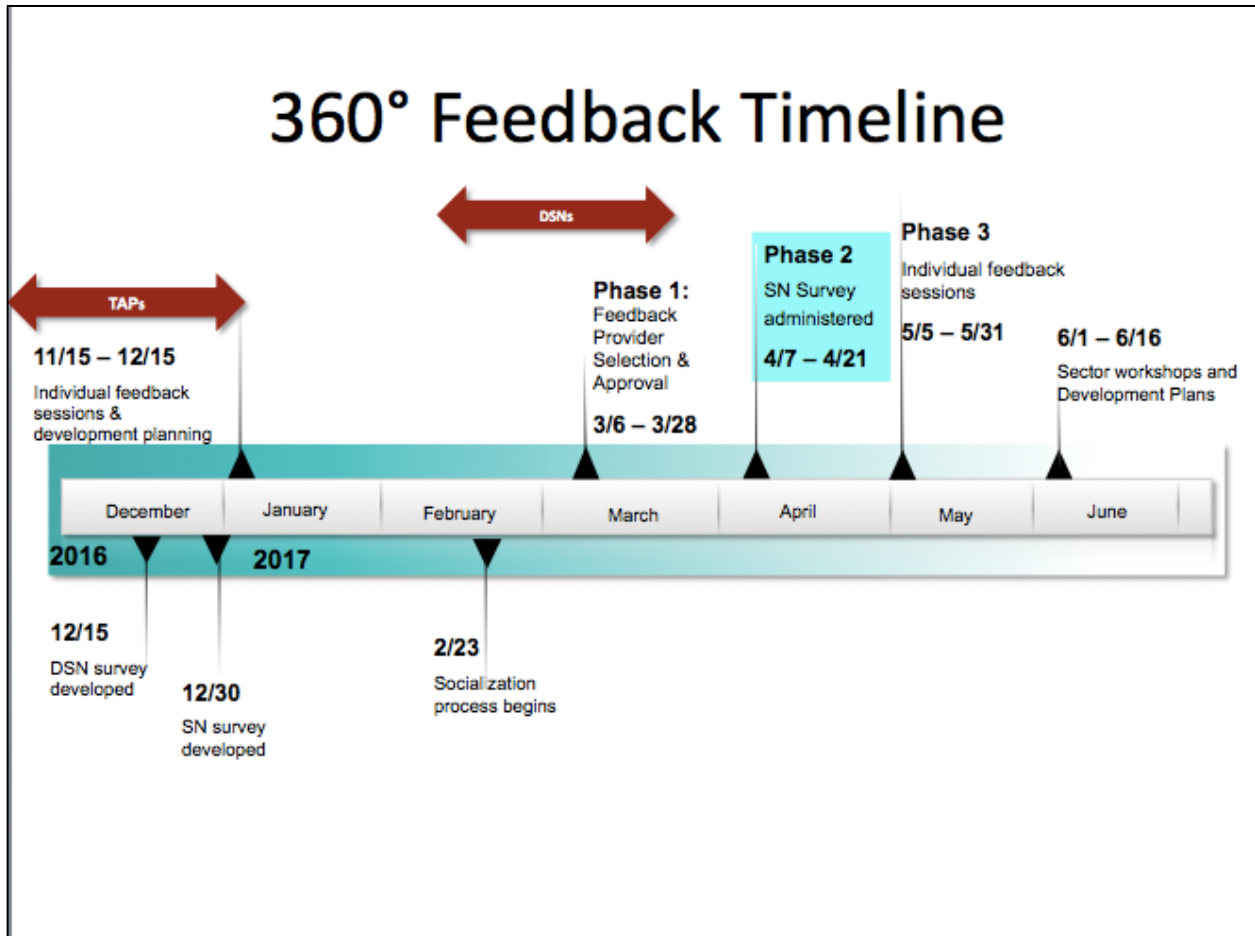 360° Feedback Timeline
DSNs
TAPs
11/15 – 12/15
Individual feedback
sessions &
development planning
Phase 1:
Feedback
Provider
Selection &
Approval
3/6 – 3/28
Phase 2
SN Survey
administered
4/7 – 4/21
Phase 3
Individual feedback
sessions
5/5 – 5/31
6/1 – 6/16
Sector workshops and
Development Plans
December
January
February
March
April
May
June
2016
2017
12/15
DSN survey
developed
12/30
SN survey
developed
2/23
Socialization
process begins